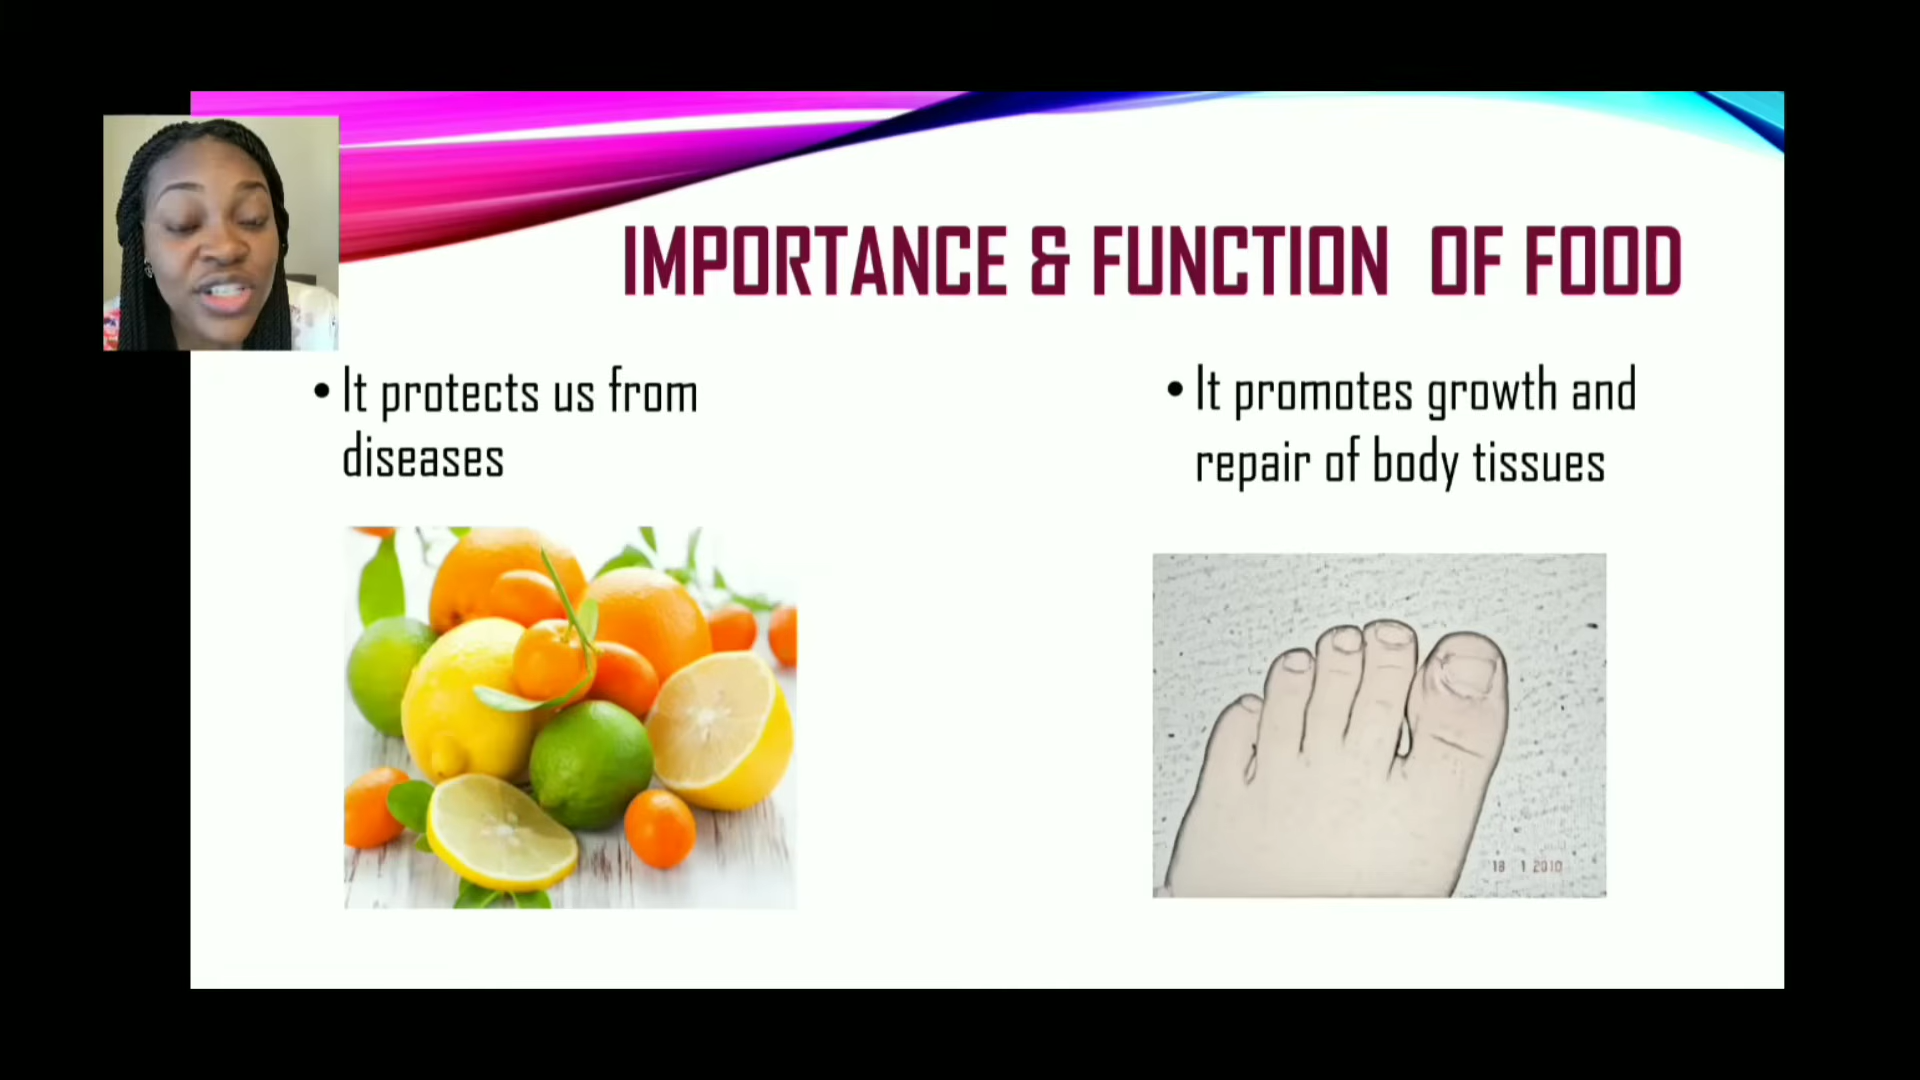 IMPORTANCE & FUNCTION OF FOOD
• It protects us from
diseases
• It promotes growth and
repair of body tissues
18 1 2010